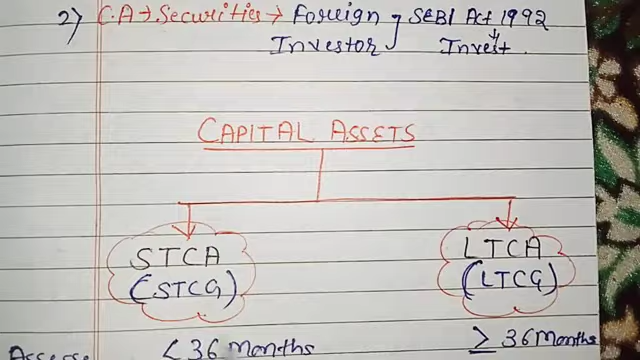 2) C.A → Securities → Foreign } SEBI Act 1992
Investor ↓ Invest.
CAPITAL ASSETS
STCA LTCA
(STCG) (LTCG)
< 36 months ≥ 36 months